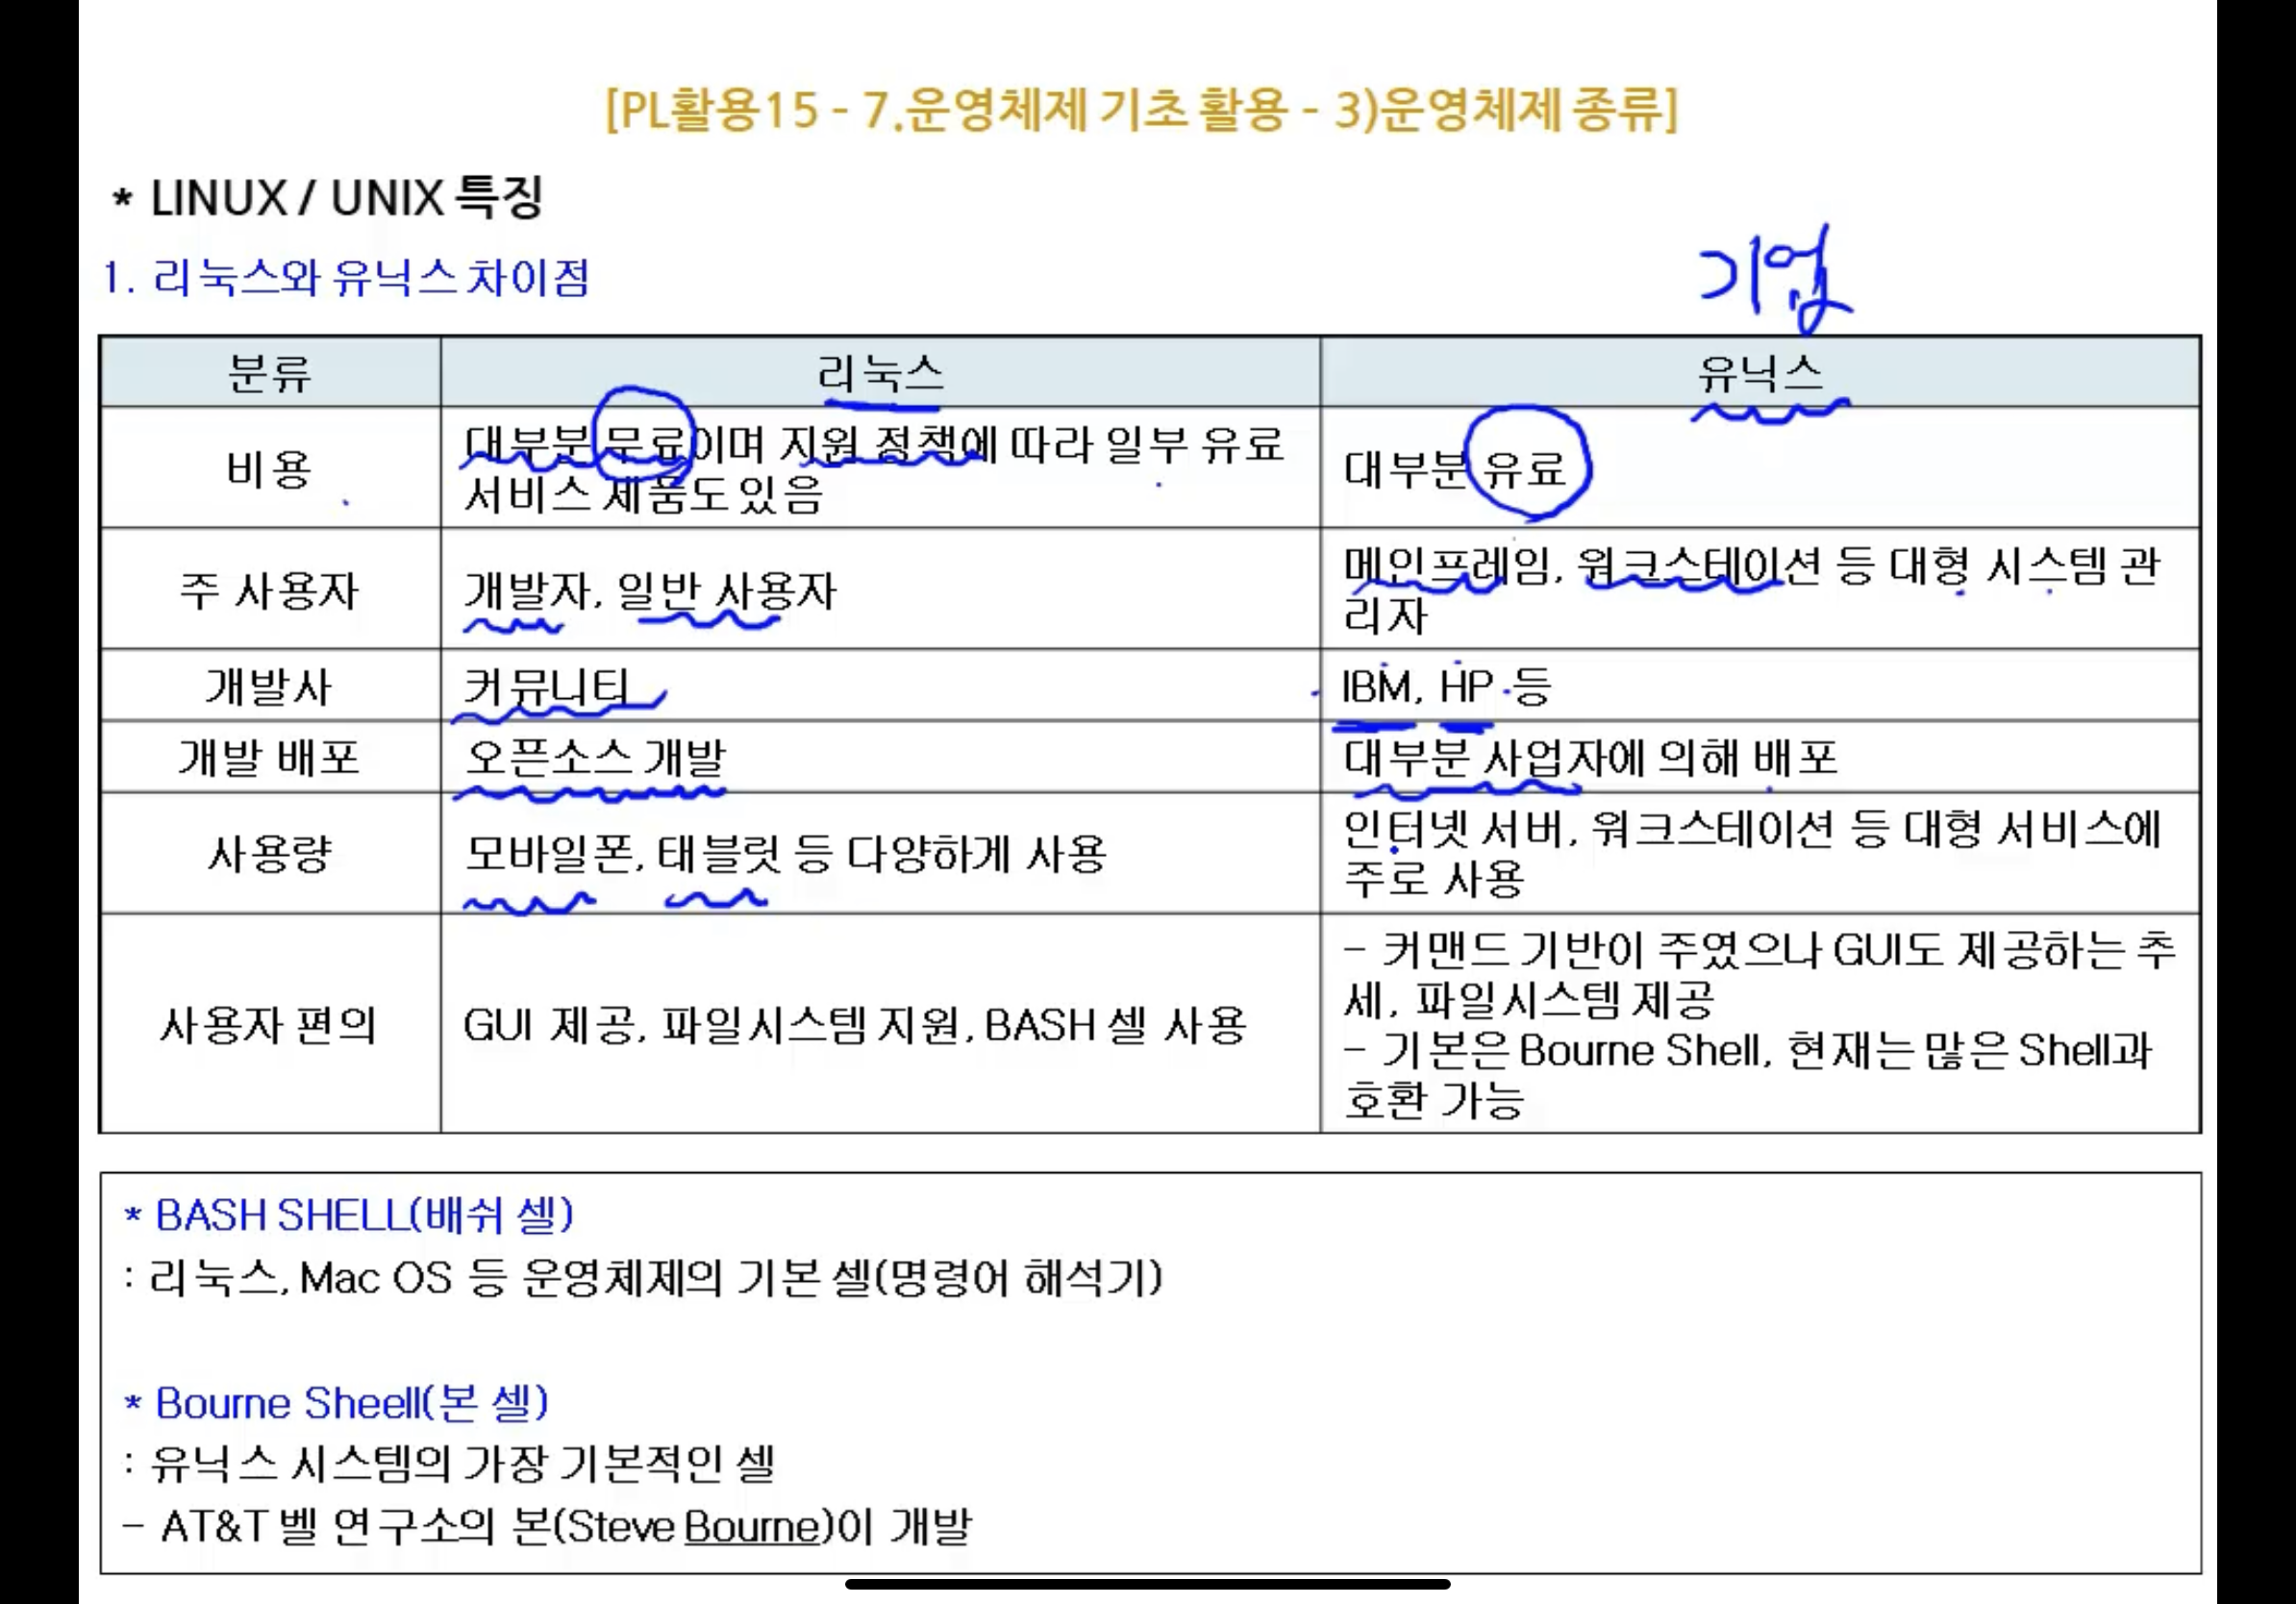 [PL활용15 - 7.운영체제 기초 활용 - 3)운영체제 종류]
* LINUX / UNIX 특징
1. 리눅스와 유닉스 차이점
기업
분류 리눅스 유닉스
비용
대부분 무료이며 지원 정책에 따라 일부 유료
서비스 제품도 있음
대부분 유료
주 사용자
개발자, 일반 사용자
메인프레임, 워크스테이션 등 대형 시스템 관
리자
개발사 커뮤니티 IBM, HP 등
개발 배포 오픈소스 개발 대부분 사업자에 의해 배포
사용량
모바일폰, 태블릿 등 다양하게 사용
인터넷 서버, 워크스테이션 등 대형 서비스에
주로 사용
사용자 편의
GUI 제공, 파일시스템 지원, BASH 셸 사용
- 커맨드 기반이 주였으나 GUI도 제공하는 추
세, 파일시스템 제공
- 기본은 Bourne Shell, 현재는 많은 Shell과
호환 가능
* BASH SHELL(배쉬 셸)
: 리눅스, Mac OS 등 운영체제의 기본 셸(명령어 해석기)
* Bourne Sheell(본 셸)
: 유닉스 시스템의 가장 기본적인 셸
- AT&T 벨 연구소의 본(Steve Bourne)이 개발